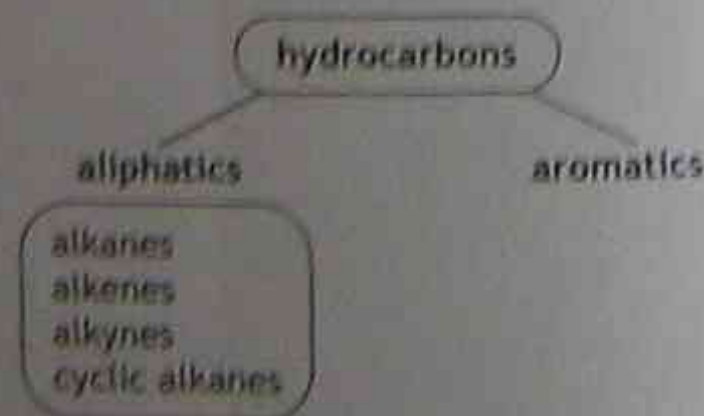 hydrocarbons
aliphatics
aromatics
alkanes
alkenes
alkynes
cyclic alkanes